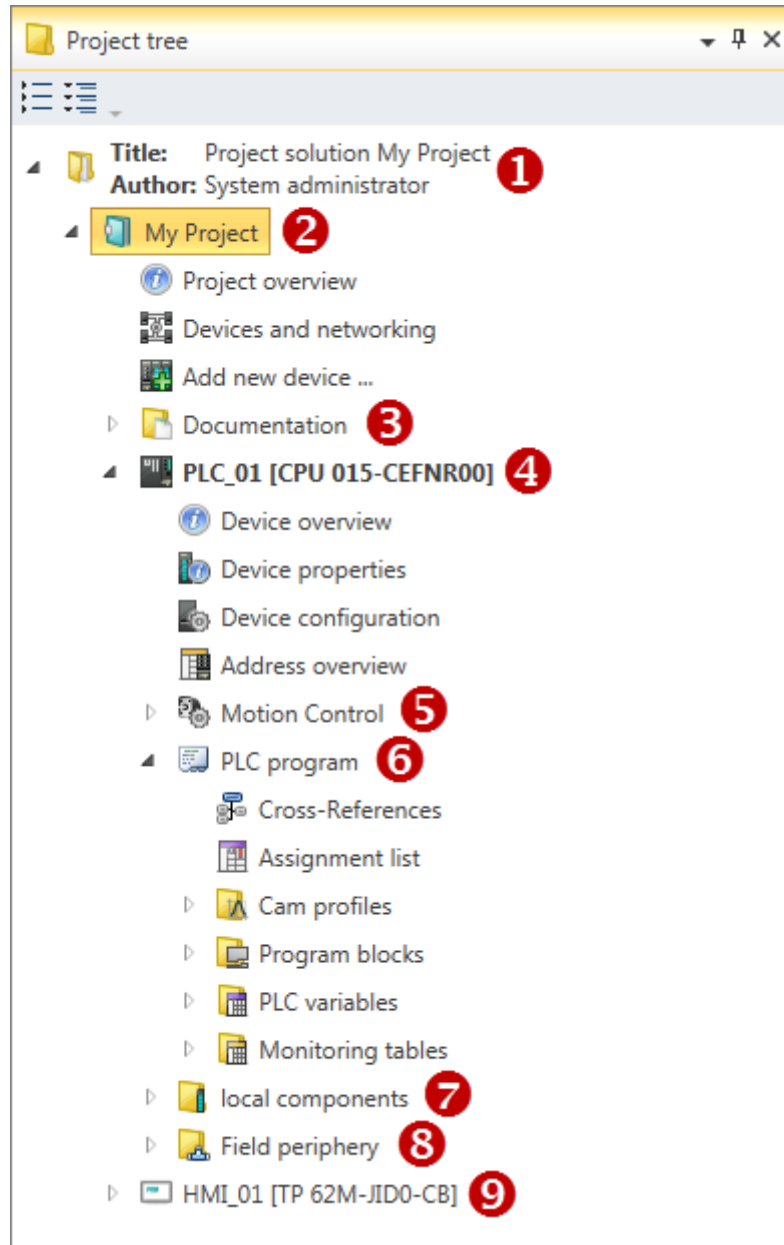 Project tree
Title: Project solution My Project 1
Author: System administrator
My Project 2
Project overview
Devices and networking
Add new device ...
Documentation 3
PLC_01 [CPU 015-CEFNR00] 4
Device overview
Device properties
Device configuration
Address overview
Motion Control 5
PLC program 6
Cross-References
Assignment list
Cam profiles
Program blocks
PLC variables
Monitoring tables
local components 7
Field periphery 8
HMI_01 [TP 62M-JID0-CB] 9